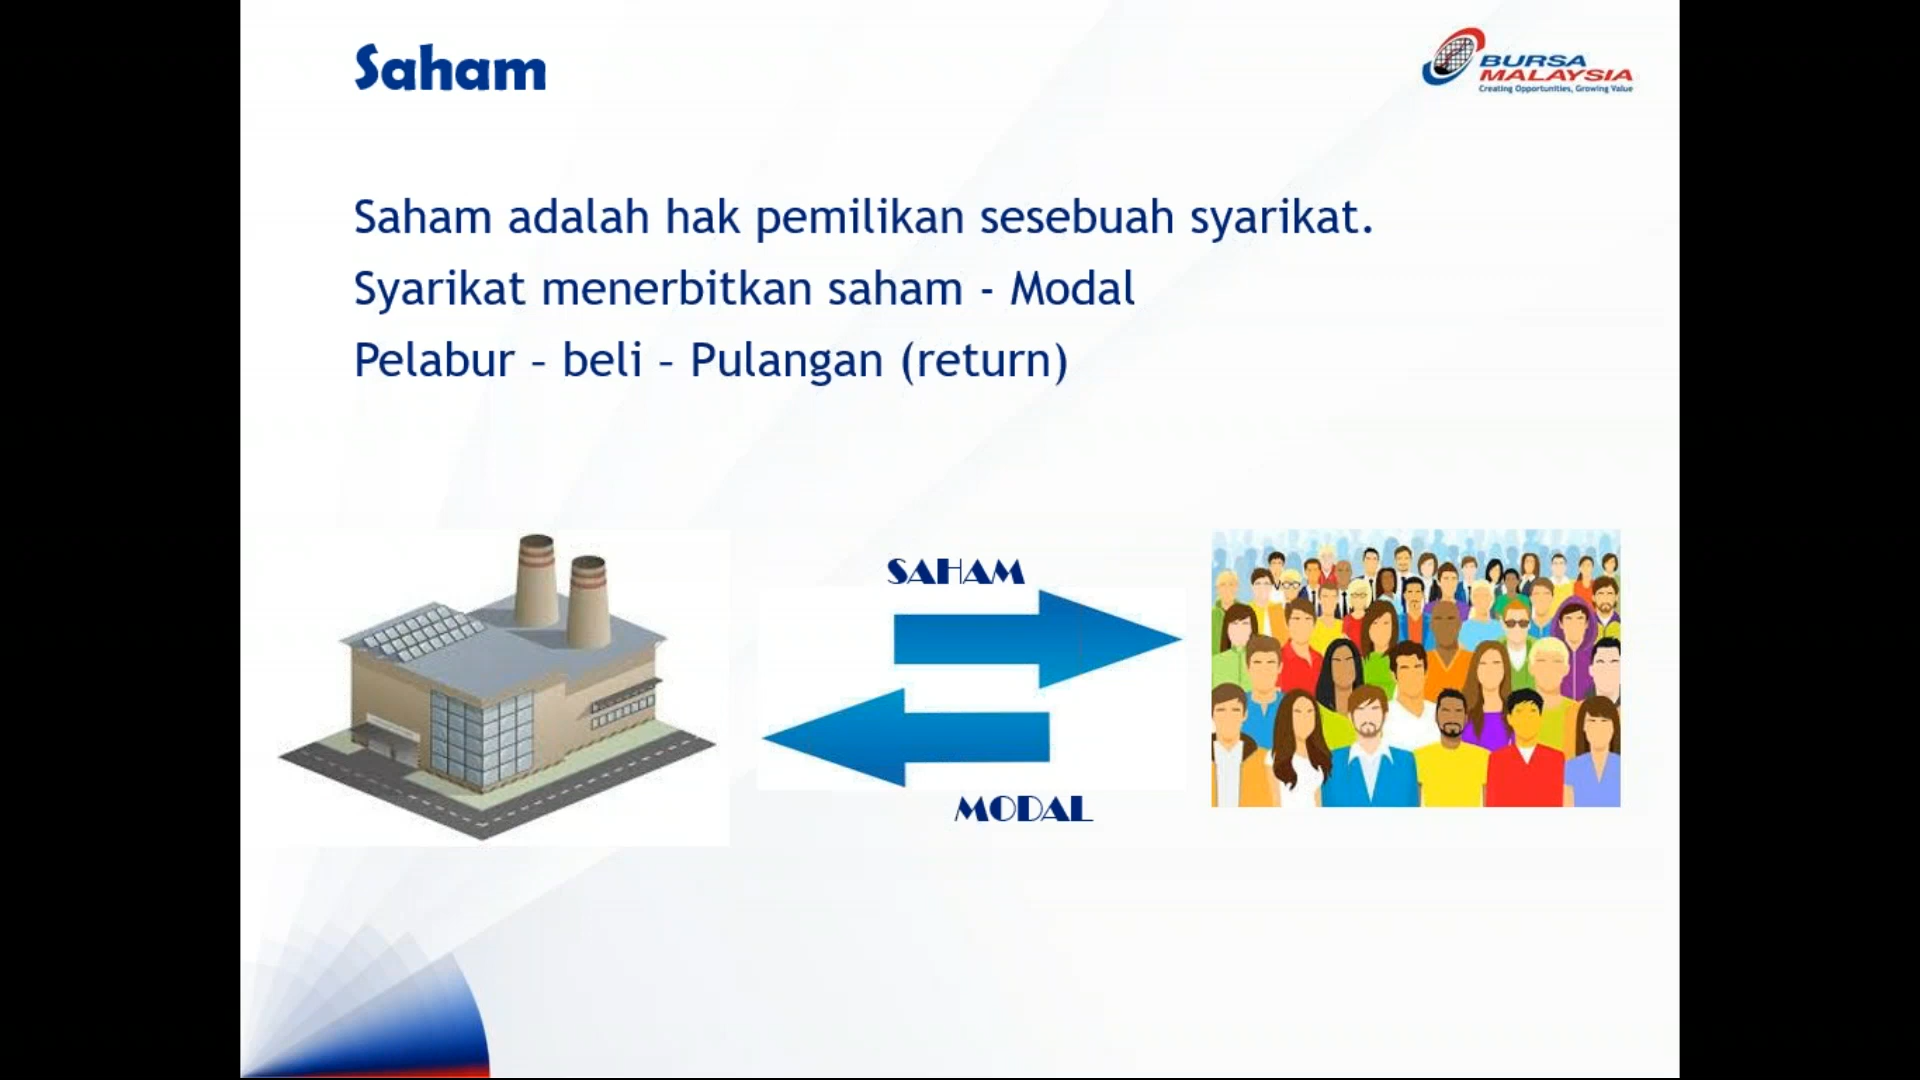 Saham
BURSA
MALAYSIA
Creating Opportunities, Growing Value
Saham adalah hak pemilikan sesebuah syarikat.
Syarikat menerbitkan saham - Modal
Pelabur – beli – Pulangan (return)
SAHAM
MODAL